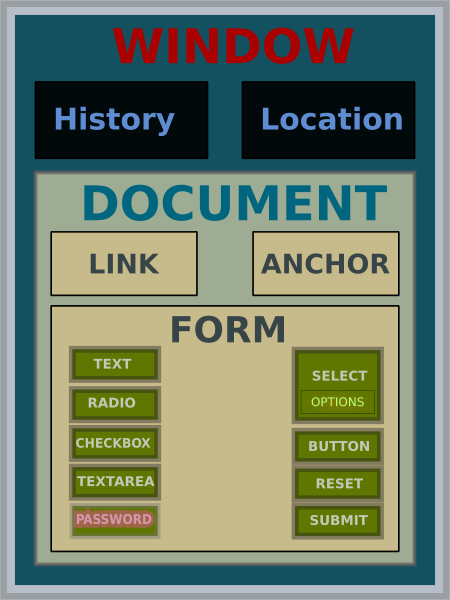 WINDOW
History
Location
DOCUMENT
LINK
ANCHOR
FORM
TEXT
RADIO
CHECKBOX
TEXTAREA
PASSWORD
SELECT
OPTIONS
BUTTON
RESET
SUBMIT